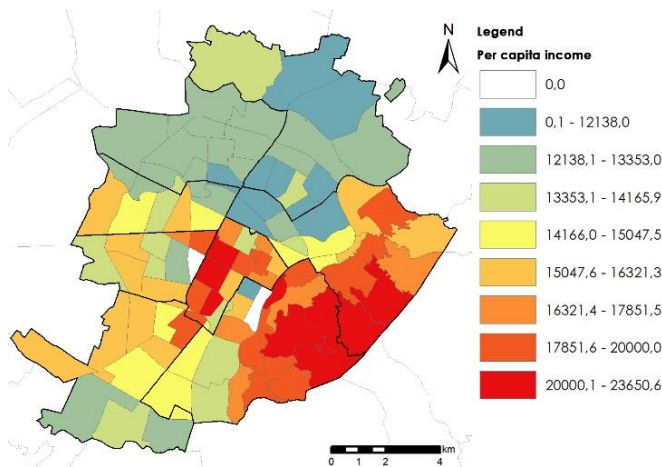 N
Legend
Per capita income
0,0
0,1 - 12138,0
12138,1 - 13353,0
13353,1 - 14165,9
14166,0 - 15047,5
15047,6 - 16321,3
16321,4 - 17851,5
17851,6 - 20000,0
20000,1 - 23650,6
km
0 1 2 4